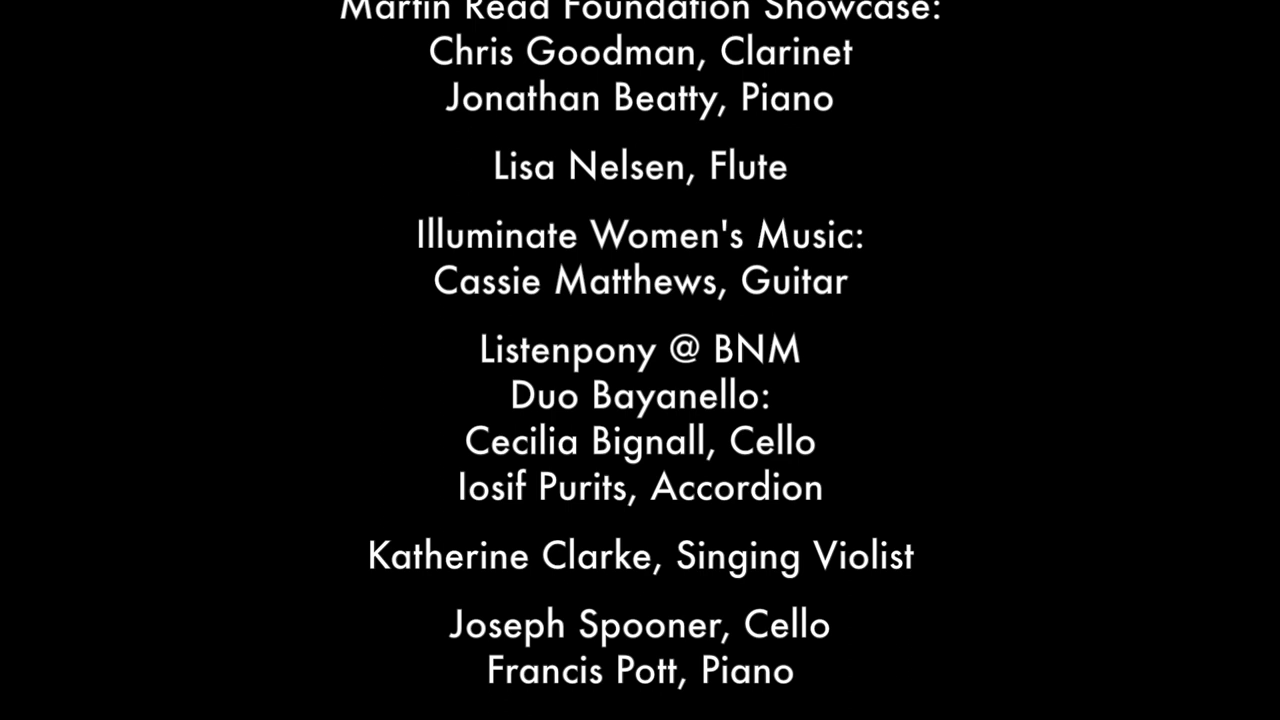 Martin Read Foundation Showcase:
Chris Goodman, Clarinet
Jonathan Beatty, Piano
Lisa Nelsen, Flute
Illuminate Women's Music:
Cassie Matthews, Guitar
Listenpony @ BNM
Duo Bayanello:
Cecilia Bignall, Cello
Iosif Purits, Accordion
Katherine Clarke, Singing Violist
Joseph Spooner, Cello
Francis Pott, Piano